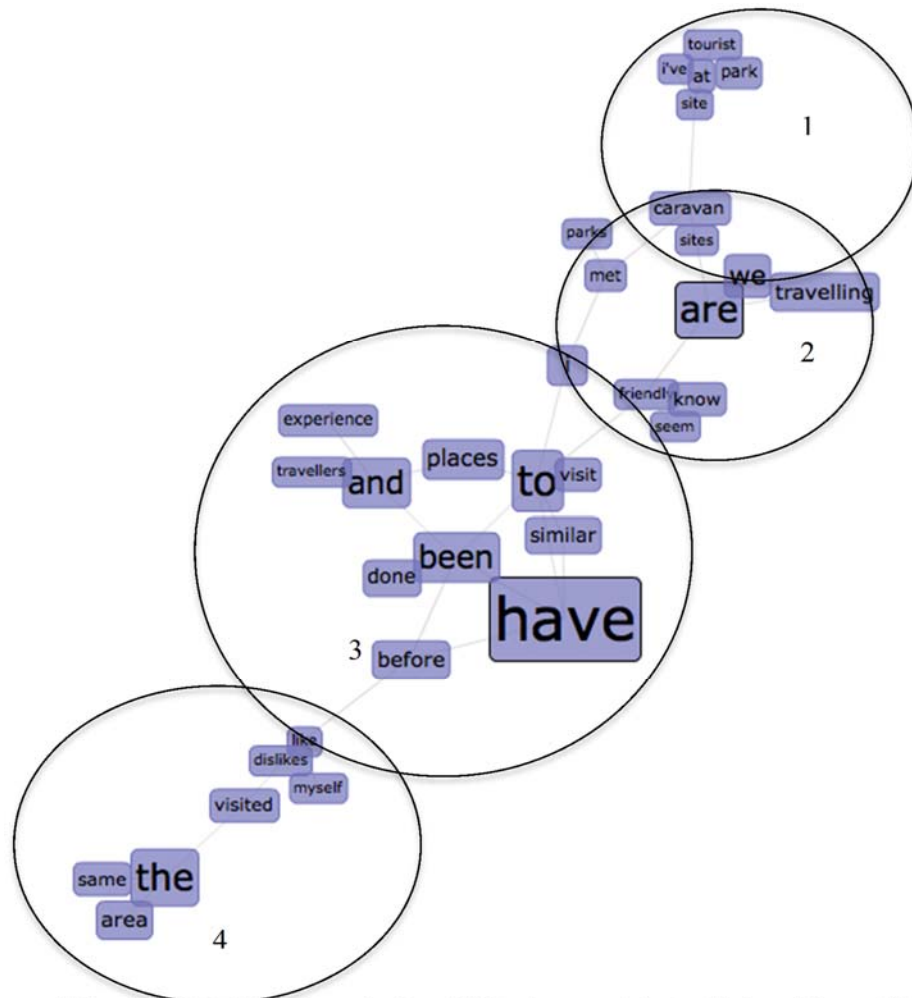 tourist
i've at park
site
1
caravan
parks
sites
met
we
travelling
are
2
i
friendly know
seem
experience
places
travellers and to visit
similar
been
done
have
3 before
like
dislikes
myself
visited
same the
area
4